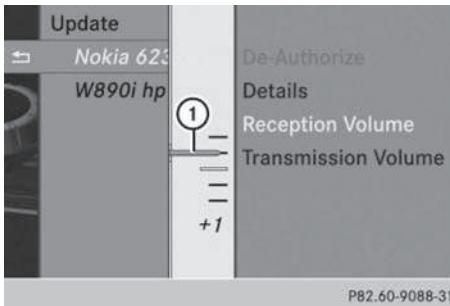 Update
Nokia 623
W890i hp
1
+1
De-Authorize
Details
Reception Volume
Transmission Volume
P82.60-9088-31